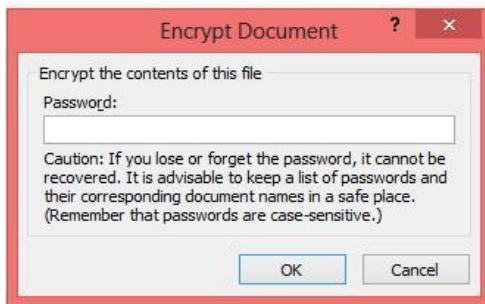 Encrypt Document
? ×
Encrypt the contents of this file
Password:
Caution: If you lose or forget the password, it cannot be
recovered. It is advisable to keep a list of passwords and
their corresponding document names in a safe place.
(Remember that passwords are case-sensitive.)
OK Cancel